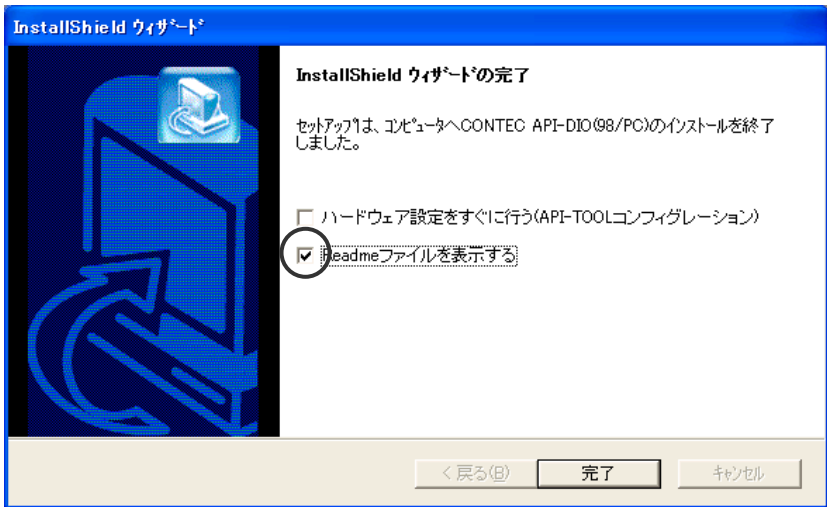 InstallShield ウィザード
InstallShield ウィザードの完了
セットアップは、コンピュータへCONTEC API-DIO(98/PC)のインストールを終了
しました。
ハードウェア設定をすぐに行う(API-TOOLコンフィグレーション)
Readmeファイルを表示する
< 戻る(B)
完了
キャンセル